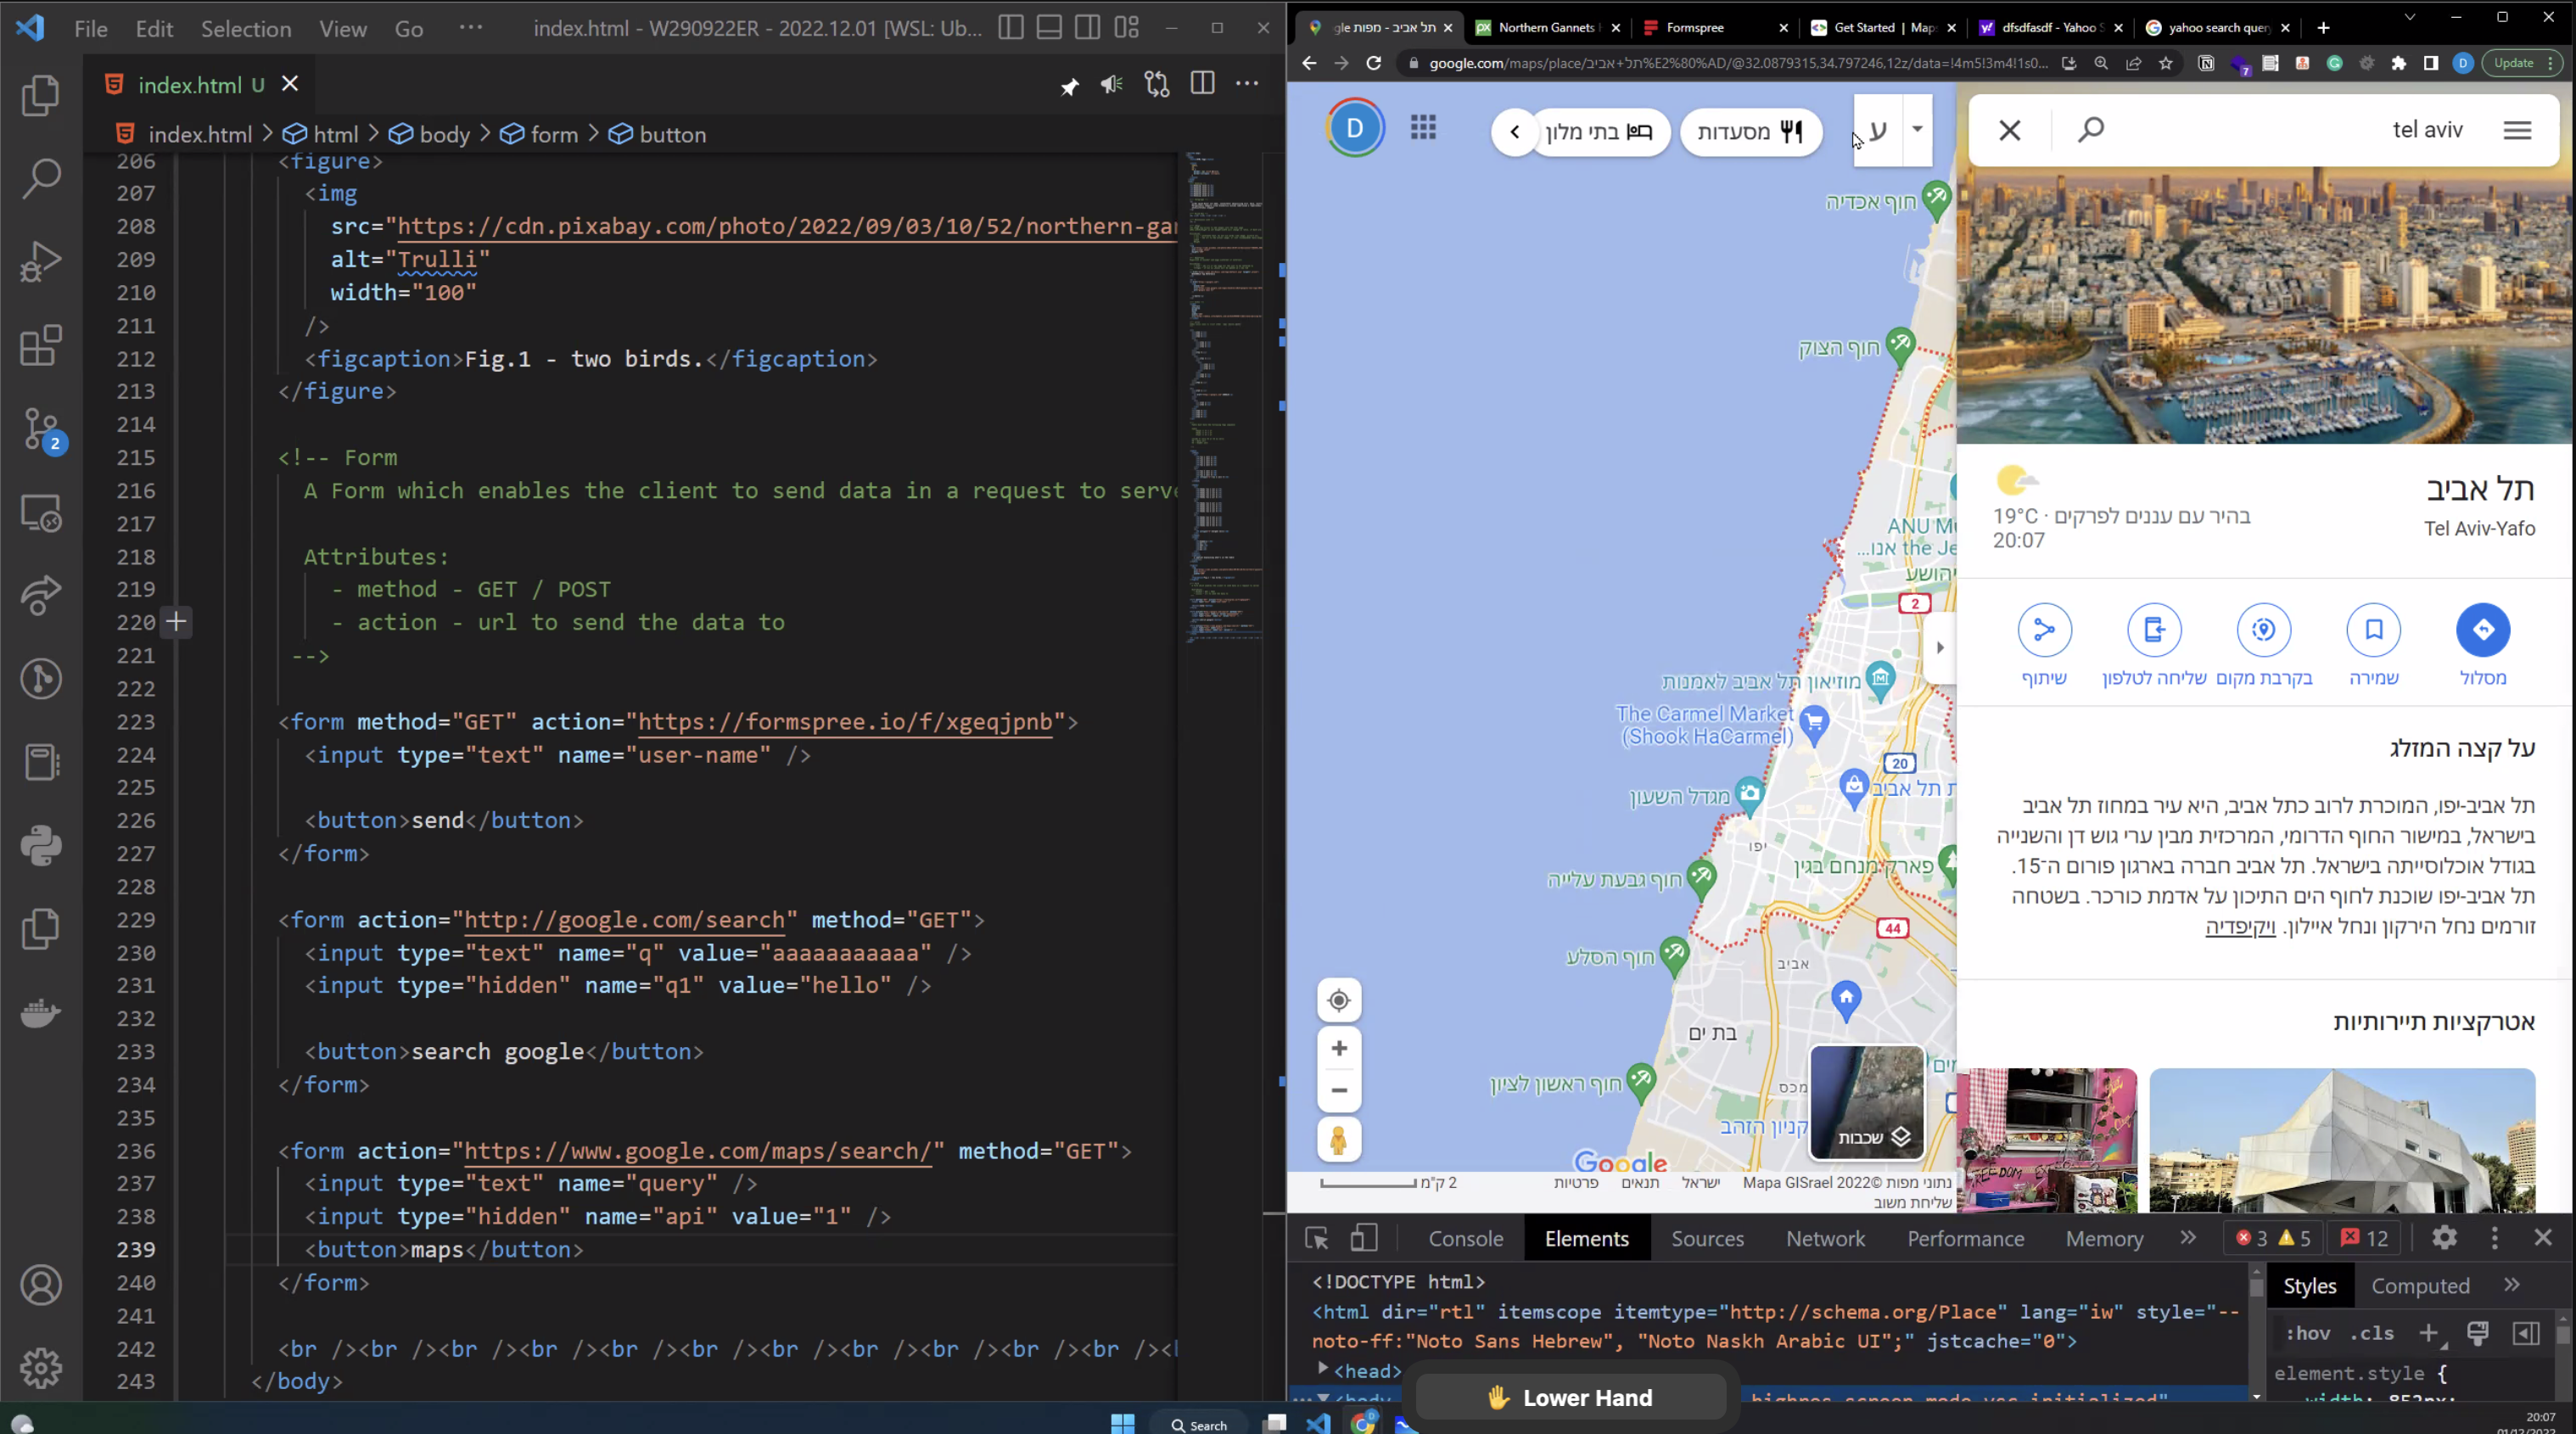 File Edit Selection View Go ··· index.html - W290922ER - 2022.12.01 [WSL: Ub...
index.html U
index.html > html > body > form > button
206 <figure>
207 <img
208 src="https://cdn.pixabay.com/photo/2022/09/03/10/52/northern-gan
209 alt="Trulli"
210 width="100"
211 />
212 <figcaption>Fig.1 - two birds.</figcaption>
213 </figure>
214
215 <!-- Form
216 A Form which enables the client to send data in a request to serve
217
218 Attributes:
219 - method - GET / POST
220 - action - url to send the data to
221 -->
222
223 <form method="GET" action="https://formspree.io/f/xgeqjpnb">
224 <input type="text" name="user-name" />
225
226 <button>send</button>
227 </form>
228
229 <form action="http://google.com/search" method="GET">
230 <input type="text" name="q" value="aaaaaaaaaaa" />
231 <input type="hidden" name="q1" value="hello" />
232
233 <button>search google</button>
234 </form>
235
236 <form action="https://www.google.com/maps/search/" method="GET">
237 <input type="text" name="query" />
238 <input type="hidden" name="api" value="1" />
239 <button>maps</button>
240 </form>
241
242 <br /><br /><br /><br /><br /><br /><br /><br /><br /><br /><br /><br /><br /><b
243 </body>
2
תל אביב - מפות gle
Northern Gannets
Formspree
Get Started | Map
dfsdfasdf - Yahoo S
yahoo search query
google.com/maps/place/תל+אביב%E2%80%AD/@32.0879315,34.797246,12z/data=!4m5!3m4!1s0...
7
D
Update
D
בתי מלון
מסעדות
ע
tel aviv
חוף אכדיה
חוף הצוק
ANU M
אנו the Je...
יהושע
2
מוזיאון תל אביב לאמנות
The Carmel Market
(Shook HaCarmel)
20
ת תל אביב
מגדל השעון
יפו
פארק מנחם בגין
חוף גבעת עלייה
44
חוף הסלע
אביב
בת ים
מכס
חוף ראשון לציון
קניון הזהב
שכבות
Google
2 ק"מ
פרטיות
תנאים
ישראל
נתוני מפות ©2022 Mapa GISrael
שליחת משוב
תל אביב
Tel Aviv-Yafo
בהיר עם עננים לפרקים · 19°C
20:07
מסלול
שמירה
בקרבת מקום
שליחה לטלפון
שיתוף
על קצה המזלג
תל אביב-יפו, המוכרת לרוב כתל אביב, היא עיר במחוז תל אביב
בישראל, במישור החוף הדרומי, המרכזית מבין ערי גוש דן והשנייה
בגודל אוכלוסייתה בישראל. תל אביב חברה בארגון פורום ה־15.
תל אביב-יפו שוכנת לחוף הים התיכון על אדמת כורכר. בשטחה
זורמים נחל הירקון ונחל איילון. ויקיפדיה
אטרקציות תיירותיות
FREEDOM
Console Elements Sources Network Performance Memory » 3 5 12
<!DOCTYPE html>
<html dir="rtl" itemscope itemtype="http://schema.org/Place" lang="iw" style="--
noto-ff:"Noto Sans Hebrew", "Noto Naskh Arabic UI";" jstcache="0">
<head>
Styles Computed »
:hov .cls +
element.style {
Lower Hand
Search
20:07
01/12/2022